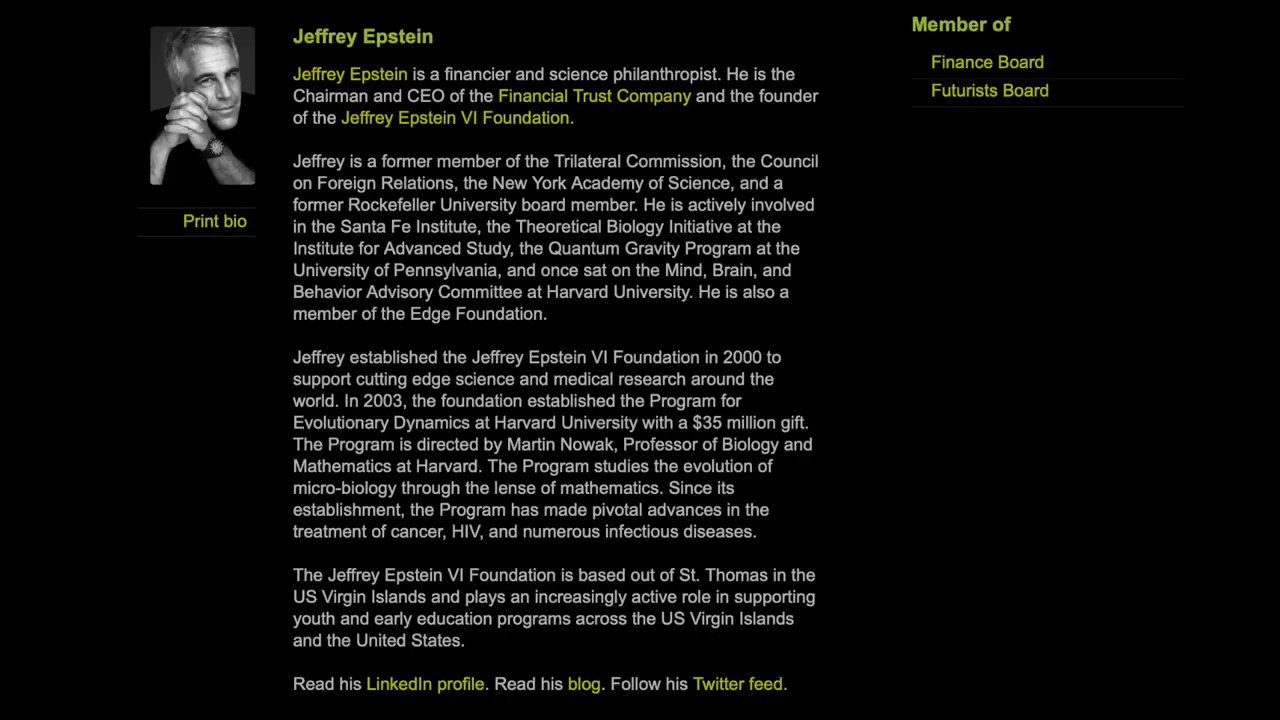 Jeffrey Epstein
Jeffrey Epstein is a financier and science philanthropist. He is the
Chairman and CEO of the Financial Trust Company and the founder
of the Jeffrey Epstein VI Foundation.
Jeffrey is a former member of the Trilateral Commission, the Council
on Foreign Relations, the New York Academy of Science, and a
former Rockefeller University board member. He is actively involved
in the Santa Fe Institute, the Theoretical Biology Initiative at the
Institute for Advanced Study, the Quantum Gravity Program at the
University of Pennsylvania, and once sat on the Mind, Brain, and
Behavior Advisory Committee at Harvard University. He is also a
member of the Edge Foundation.
Jeffrey established the Jeffrey Epstein VI Foundation in 2000 to
support cutting edge science and medical research around the
world. In 2003, the foundation established the Program for
Evolutionary Dynamics at Harvard University with a $35 million gift.
The Program is directed by Martin Nowak, Professor of Biology and
Mathematics at Harvard. The Program studies the evolution of
micro-biology through the lense of mathematics. Since its
establishment, the Program has made pivotal advances in the
treatment of cancer, HIV, and numerous infectious diseases.
The Jeffrey Epstein VI Foundation is based out of St. Thomas in the
US Virgin Islands and plays an increasingly active role in supporting
youth and early education programs across the US Virgin Islands
and the United States.
Read his LinkedIn profile. Read his blog. Follow his Twitter feed.
Print bio
Member of
Finance Board
Futurists Board